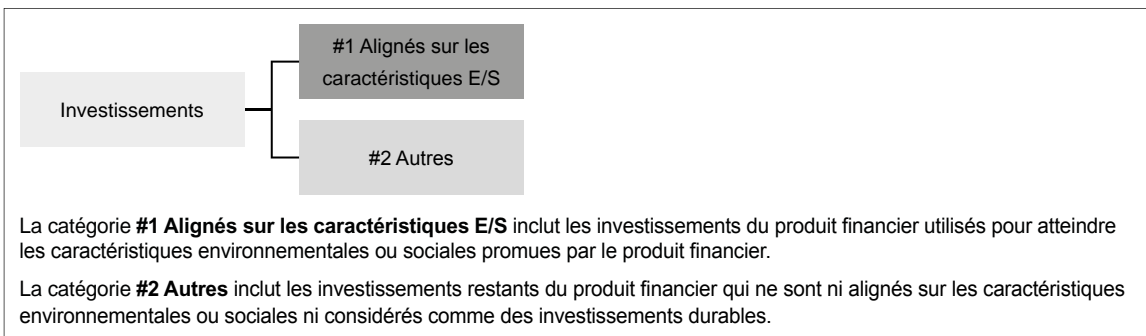 #1 Alignés sur les
caractéristiques E/S
Investissements
#2 Autres
La catégorie #1 Alignés sur les caractéristiques E/S inclut les investissements du produit financier utilisés pour atteindre
les caractéristiques environnementales ou sociales promues par le produit financier.
La catégorie #2 Autres inclut les investissements restants du produit financier qui ne sont ni alignés sur les caractéristiques
environnementales ou sociales ni considérés comme des investissements durables.